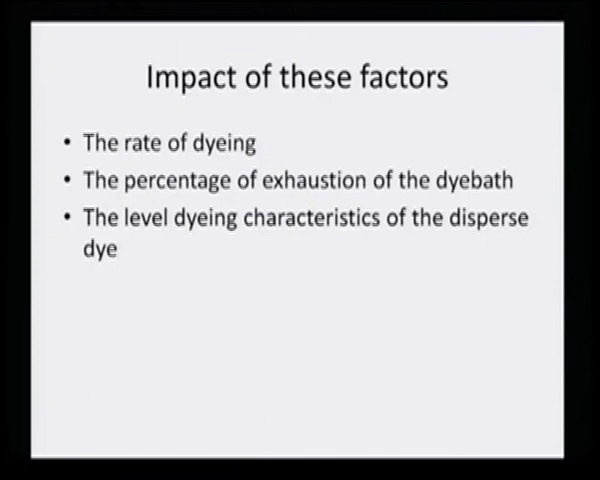 Impact of these factors
• The rate of dyeing
• The percentage of exhaustion of the dyebath
• The level dyeing characteristics of the disperse
dye